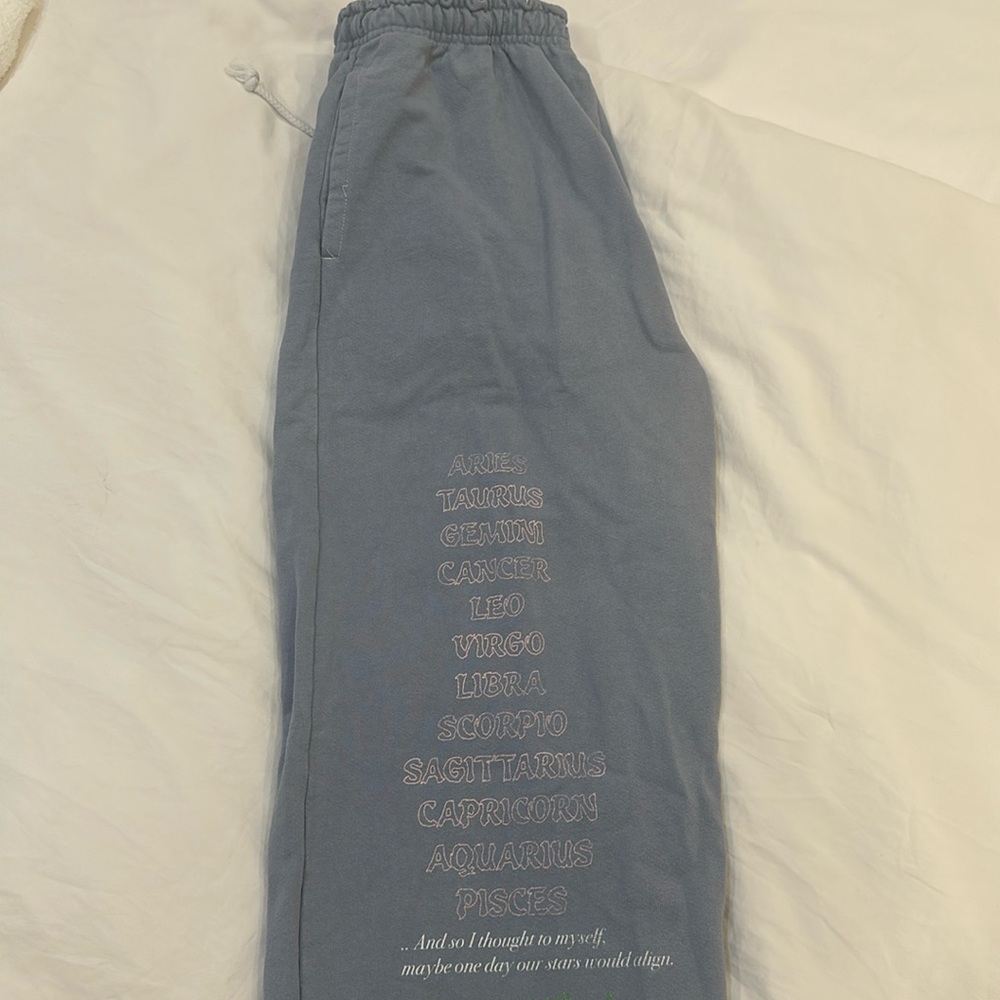 ARIES
TAURUS
GEMINI
CANCER
LEO
VIRGO
LIBRA
SCORPIO
SAGITTARIUS
CAPRICORN
AQUARIUS
PISCES
.. And so I thought to myself,
maybe one day our stars would align.